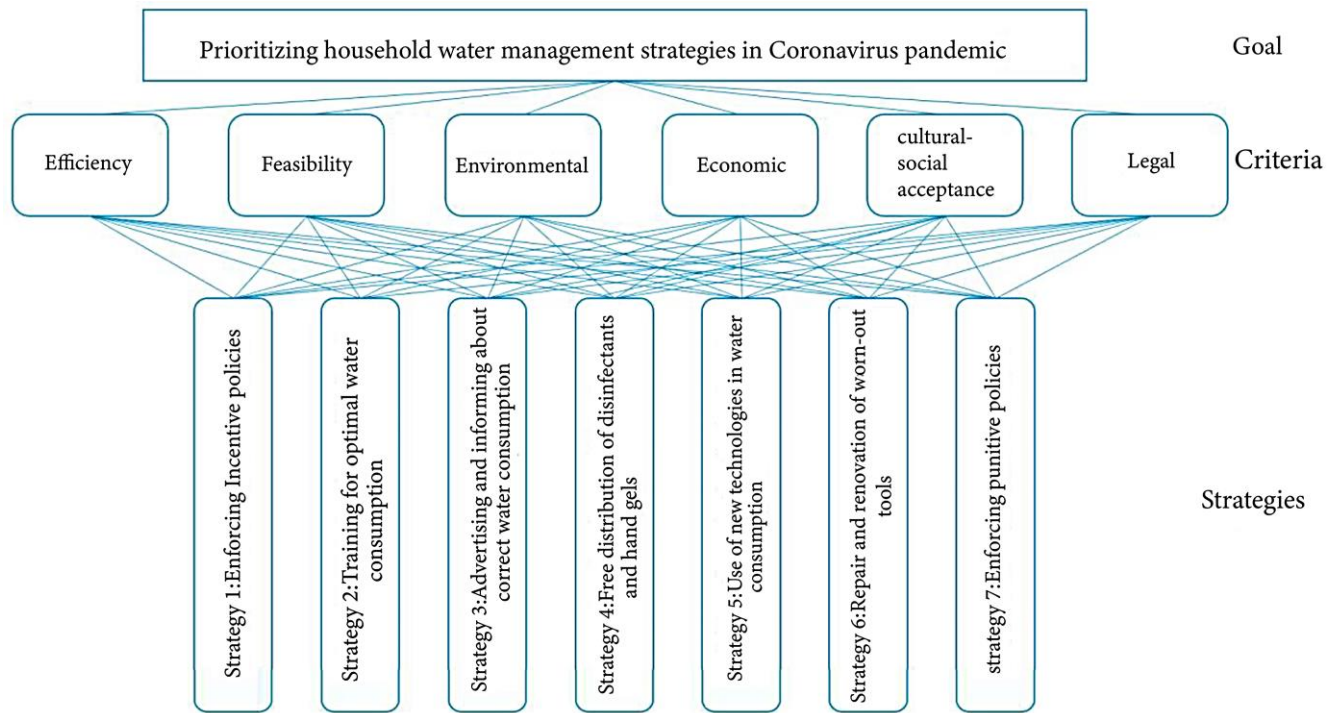 Prioritizing household water management strategies in Coronavirus pandemic
Goal
Efficiency
Feasibility
Environmental
Economic
cultural-
social
acceptance
Legal
Criteria
Strategy 1:Enforcing Incentive policies
Strategy 2:Training for optimal water
consumption
Strategy 3:Advertising and informing about
correct water consumption
Strategy 4:Free distribution of disinfectants
and hand gels
Strategy 5:Use of new technologies in water
consumption
Strategy 6:Repair and renovation of worn-out
tools
strategy 7:Enforcing punitive policies
Strategies